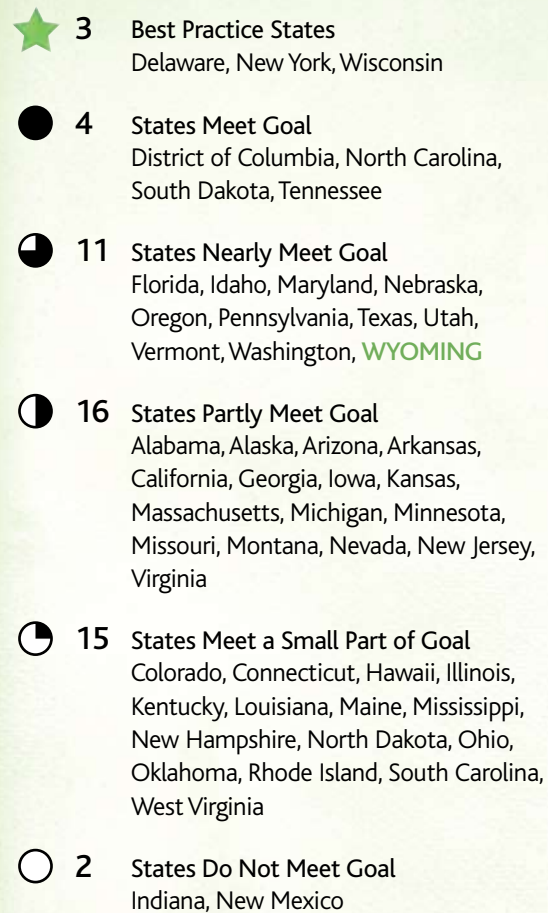 3 Best Practice States
Delaware, New York, Wisconsin
4 States Meet Goal
District of Columbia, North Carolina,
South Dakota, Tennessee
11 States Nearly Meet Goal
Florida, Idaho, Maryland, Nebraska,
Oregon, Pennsylvania, Texas, Utah,
Vermont, Washington, WYOMING
16 States Partly Meet Goal
Alabama, Alaska, Arizona, Arkansas,
California, Georgia, Iowa, Kansas,
Massachusetts, Michigan, Minnesota,
Missouri, Montana, Nevada, New Jersey,
Virginia
15 States Meet a Small Part of Goal
Colorado, Connecticut, Hawaii, Illinois,
Kentucky, Louisiana, Maine, Mississippi,
New Hampshire, North Dakota, Ohio,
Oklahoma, Rhode Island, South Carolina,
West Virginia
2 States Do Not Meet Goal
Indiana, New Mexico